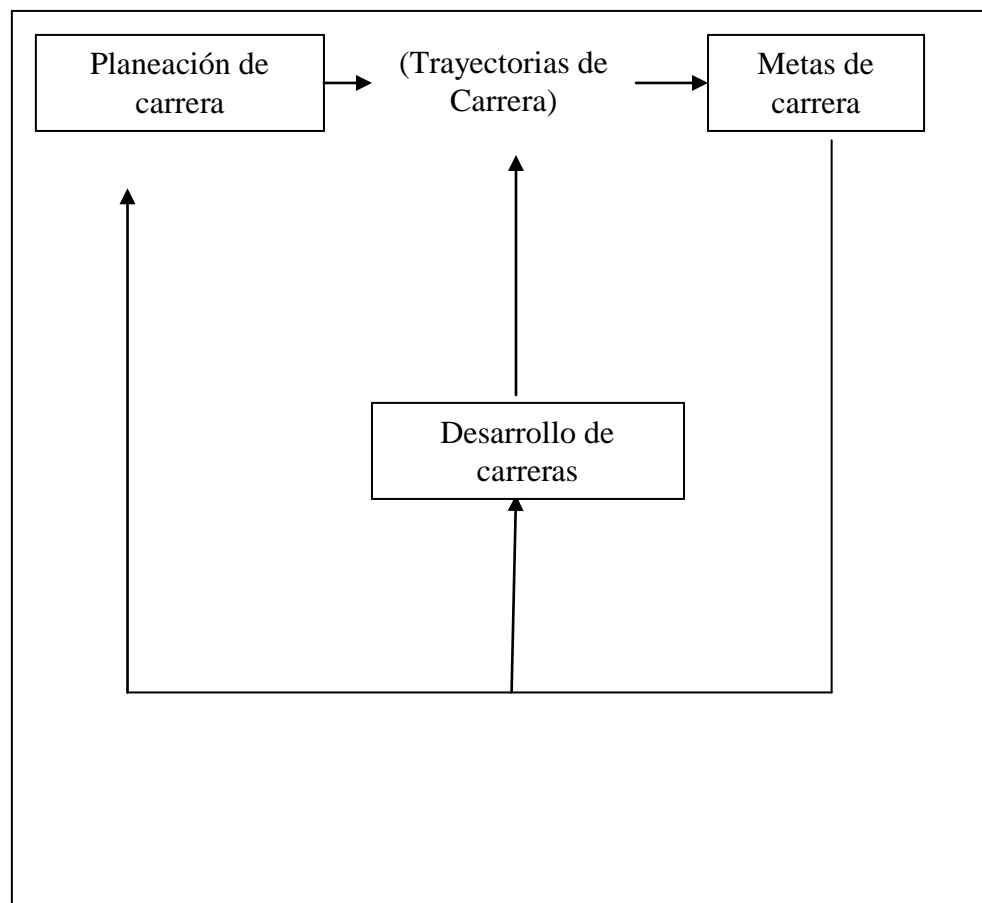 Planeación de
carrera
(Trayectorias de
Carrera)
Metas de
carrera
Desarrollo de
carreras